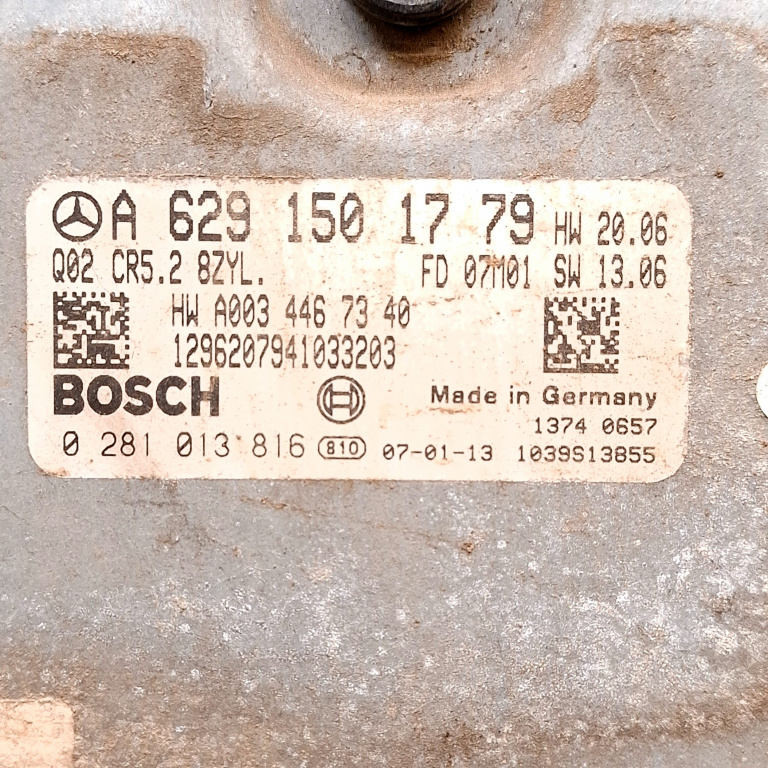 A 629 150 17 79 HW 20.06
Q02 CR5.2 8ZYL. FD 07M01 SW 13.06
HW A003 446 73 40
1296207941033203
BOSCH Made in Germany
1374 0657
0 281 013 816 810 07-01-13 1039S13855